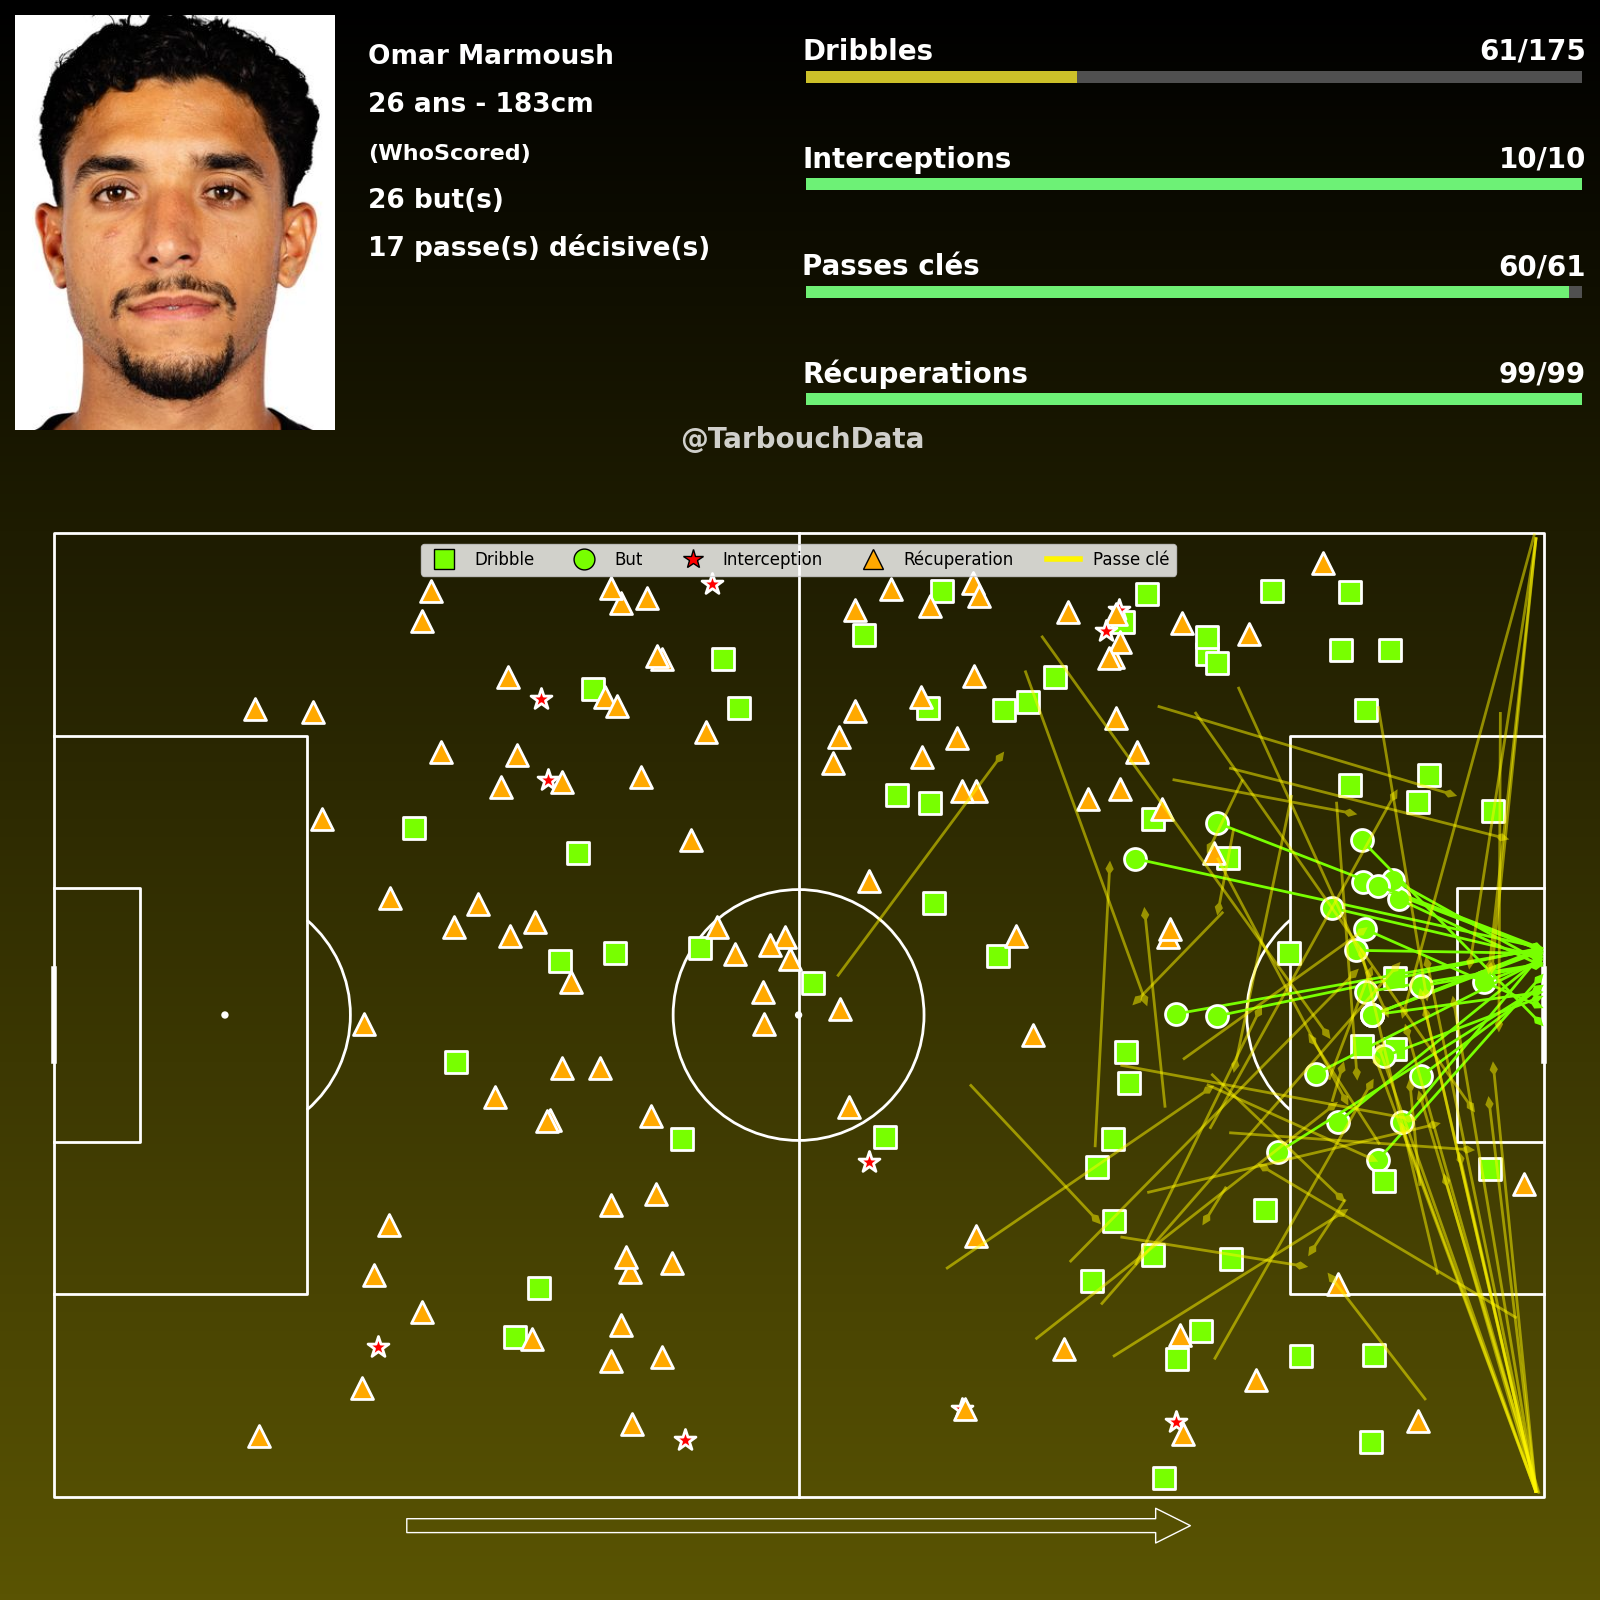 Omar Marmoush
26 ans - 183cm
(WhoScored)
26 but(s)
17 passe(s) décisive(s)
Dribbles 61/175
Interceptions 10/10
Passes clés 60/61
Récuperations 99/99
@TarbouchData
Dribble But Interception Récuperation Passe clé